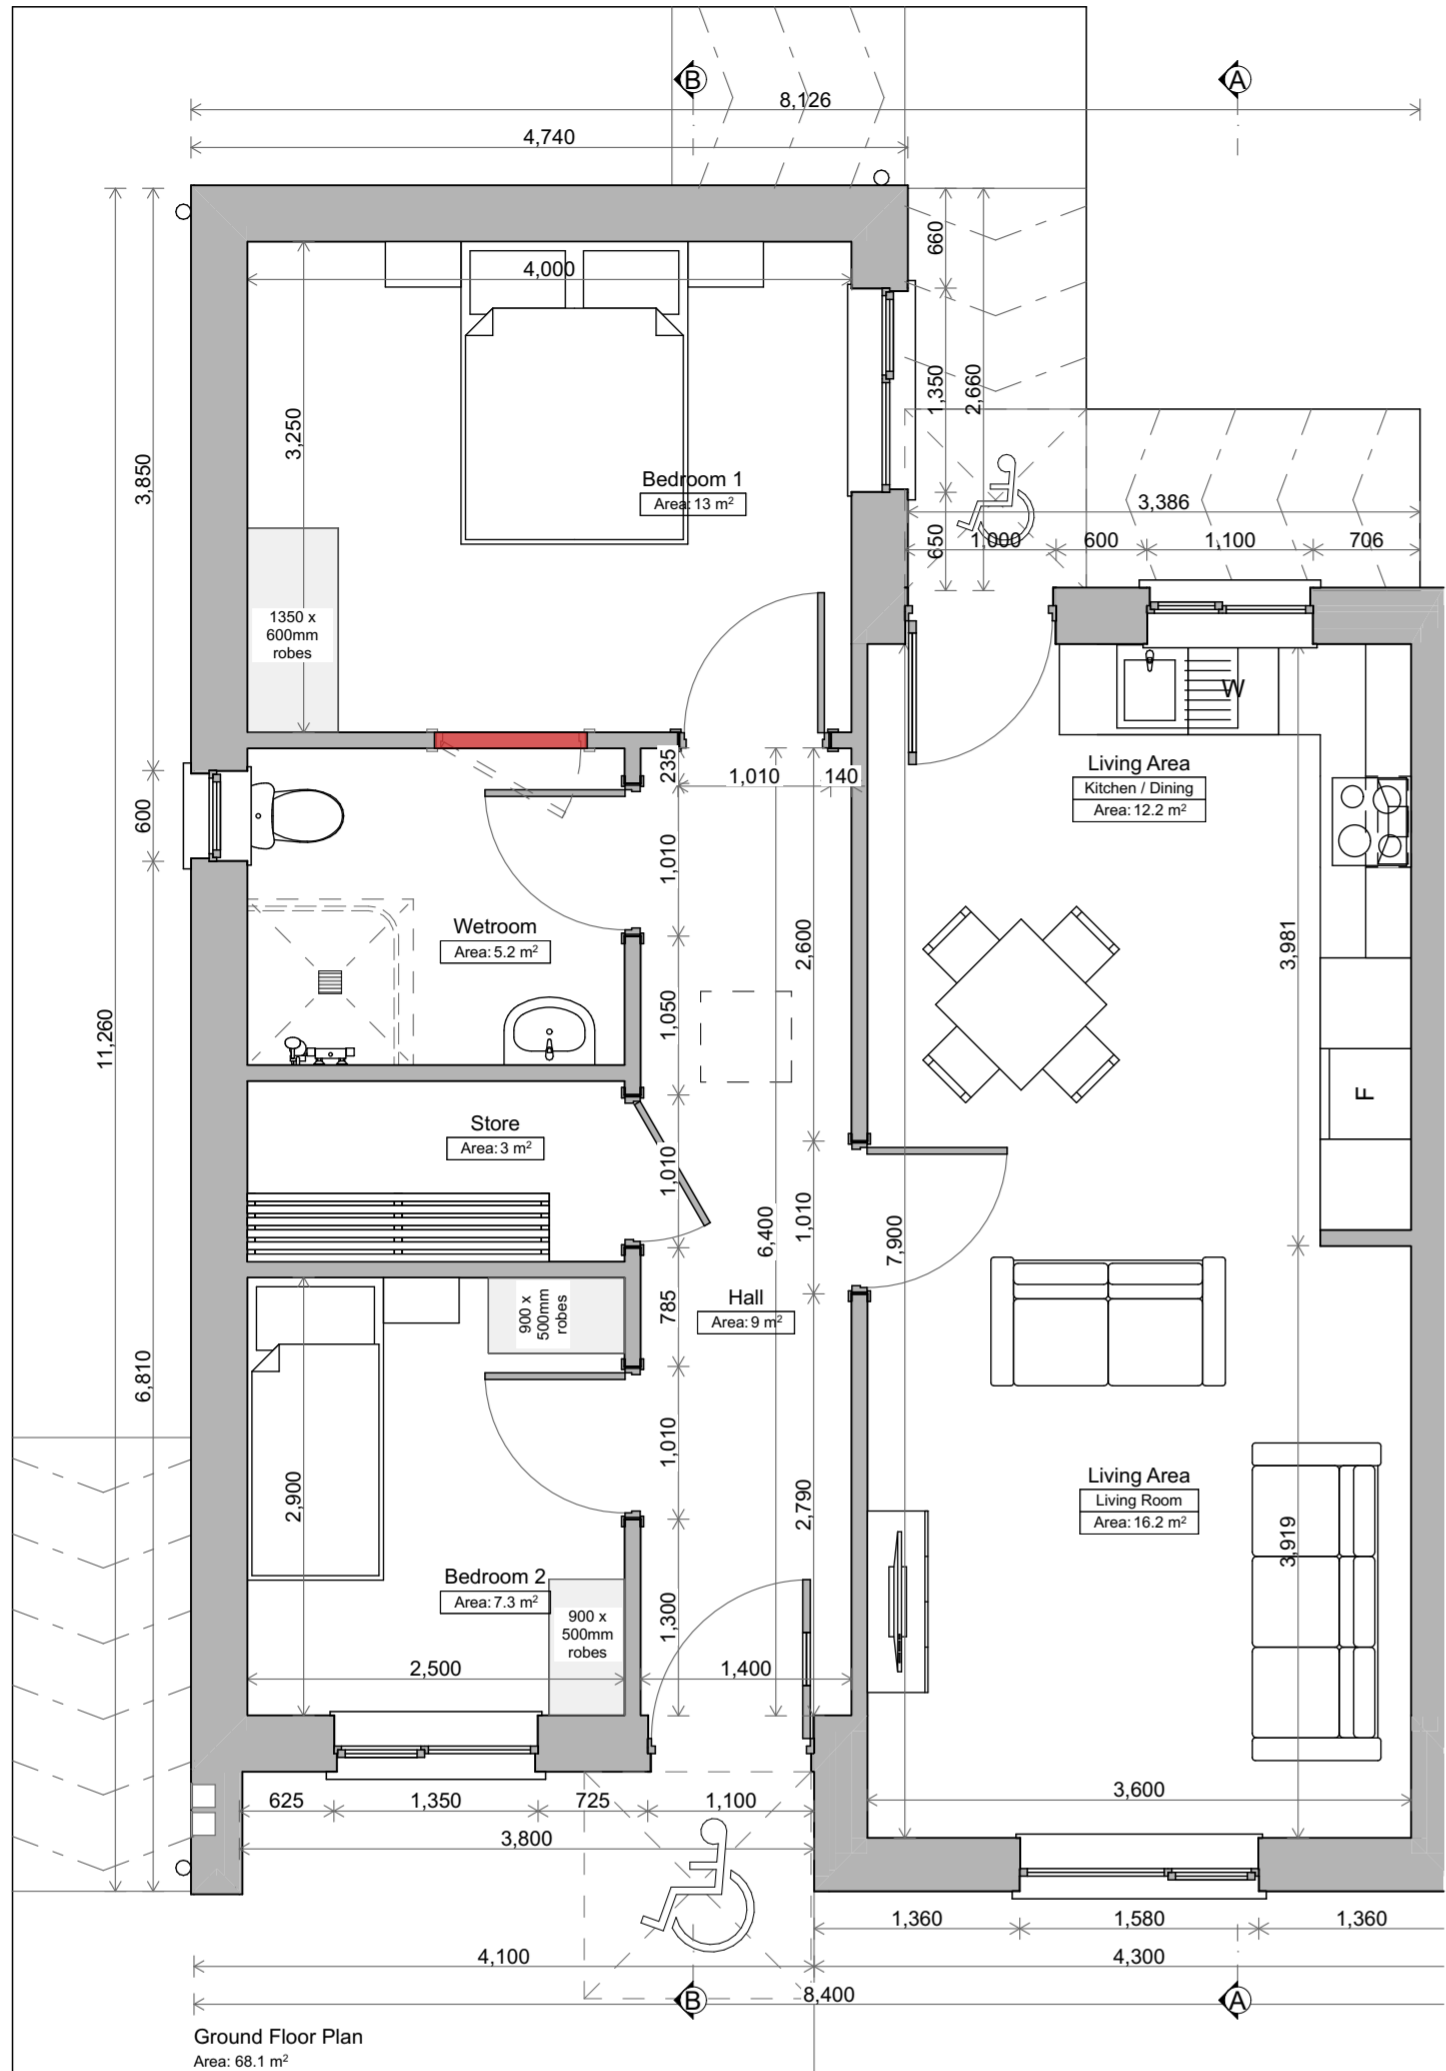 B
A
8,126
4,740
660
4,000
3,250
1,350
2,660
3,850
Bedroom 1
Area: 13 m²
3,386
650
1,000
600
1,100
706
1350 x
600mm
robes
W
235
1,010
140
Living Area
Kitchen / Dining
Area: 12.2 m²
600
1,010
Wetroom
Area: 5.2 m²
2,600
3,981
11,260
1,050
F
Store
Area: 3 m²
1,010
1,010
6,400
7,900
900 x
500mm
robes
785
Hall
Area: 9 m²
6,810
1,010
2,900
2,790
Living Area
Living Room
Area: 16.2 m²
3,919
Bedroom 2
Area: 7.3 m²
900 x
500mm
robes
1,300
2,500
1,400
625
1,350
725
1,100
3,600
3,800
1,360
1,580
1,360
4,100
4,300
B
8,400
A
Ground Floor Plan
Area: 68.1 m²